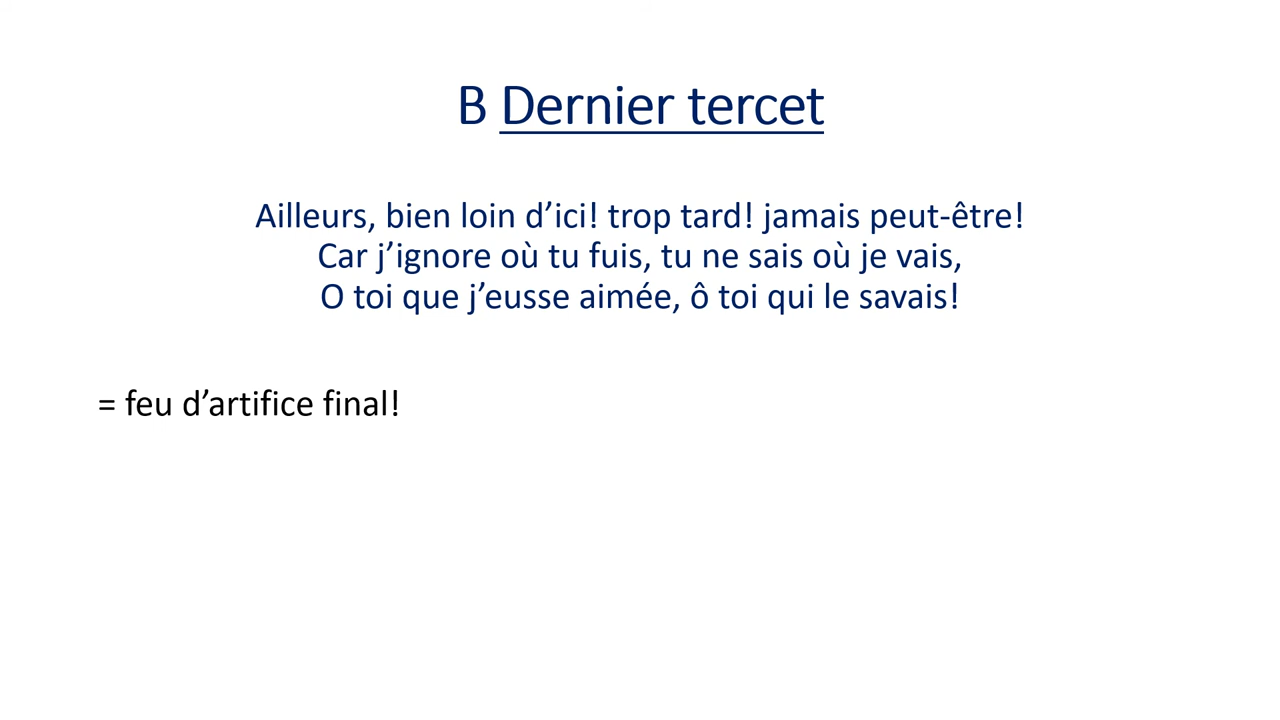 B Dernier tercet
Ailleurs, bien loin d’ici! trop tard! jamais peut-être!
Car j’ignore où tu fuis, tu ne sais où je vais,
O toi que j’eusse aimée, ô toi qui le savais!
= feu d’artifice final!